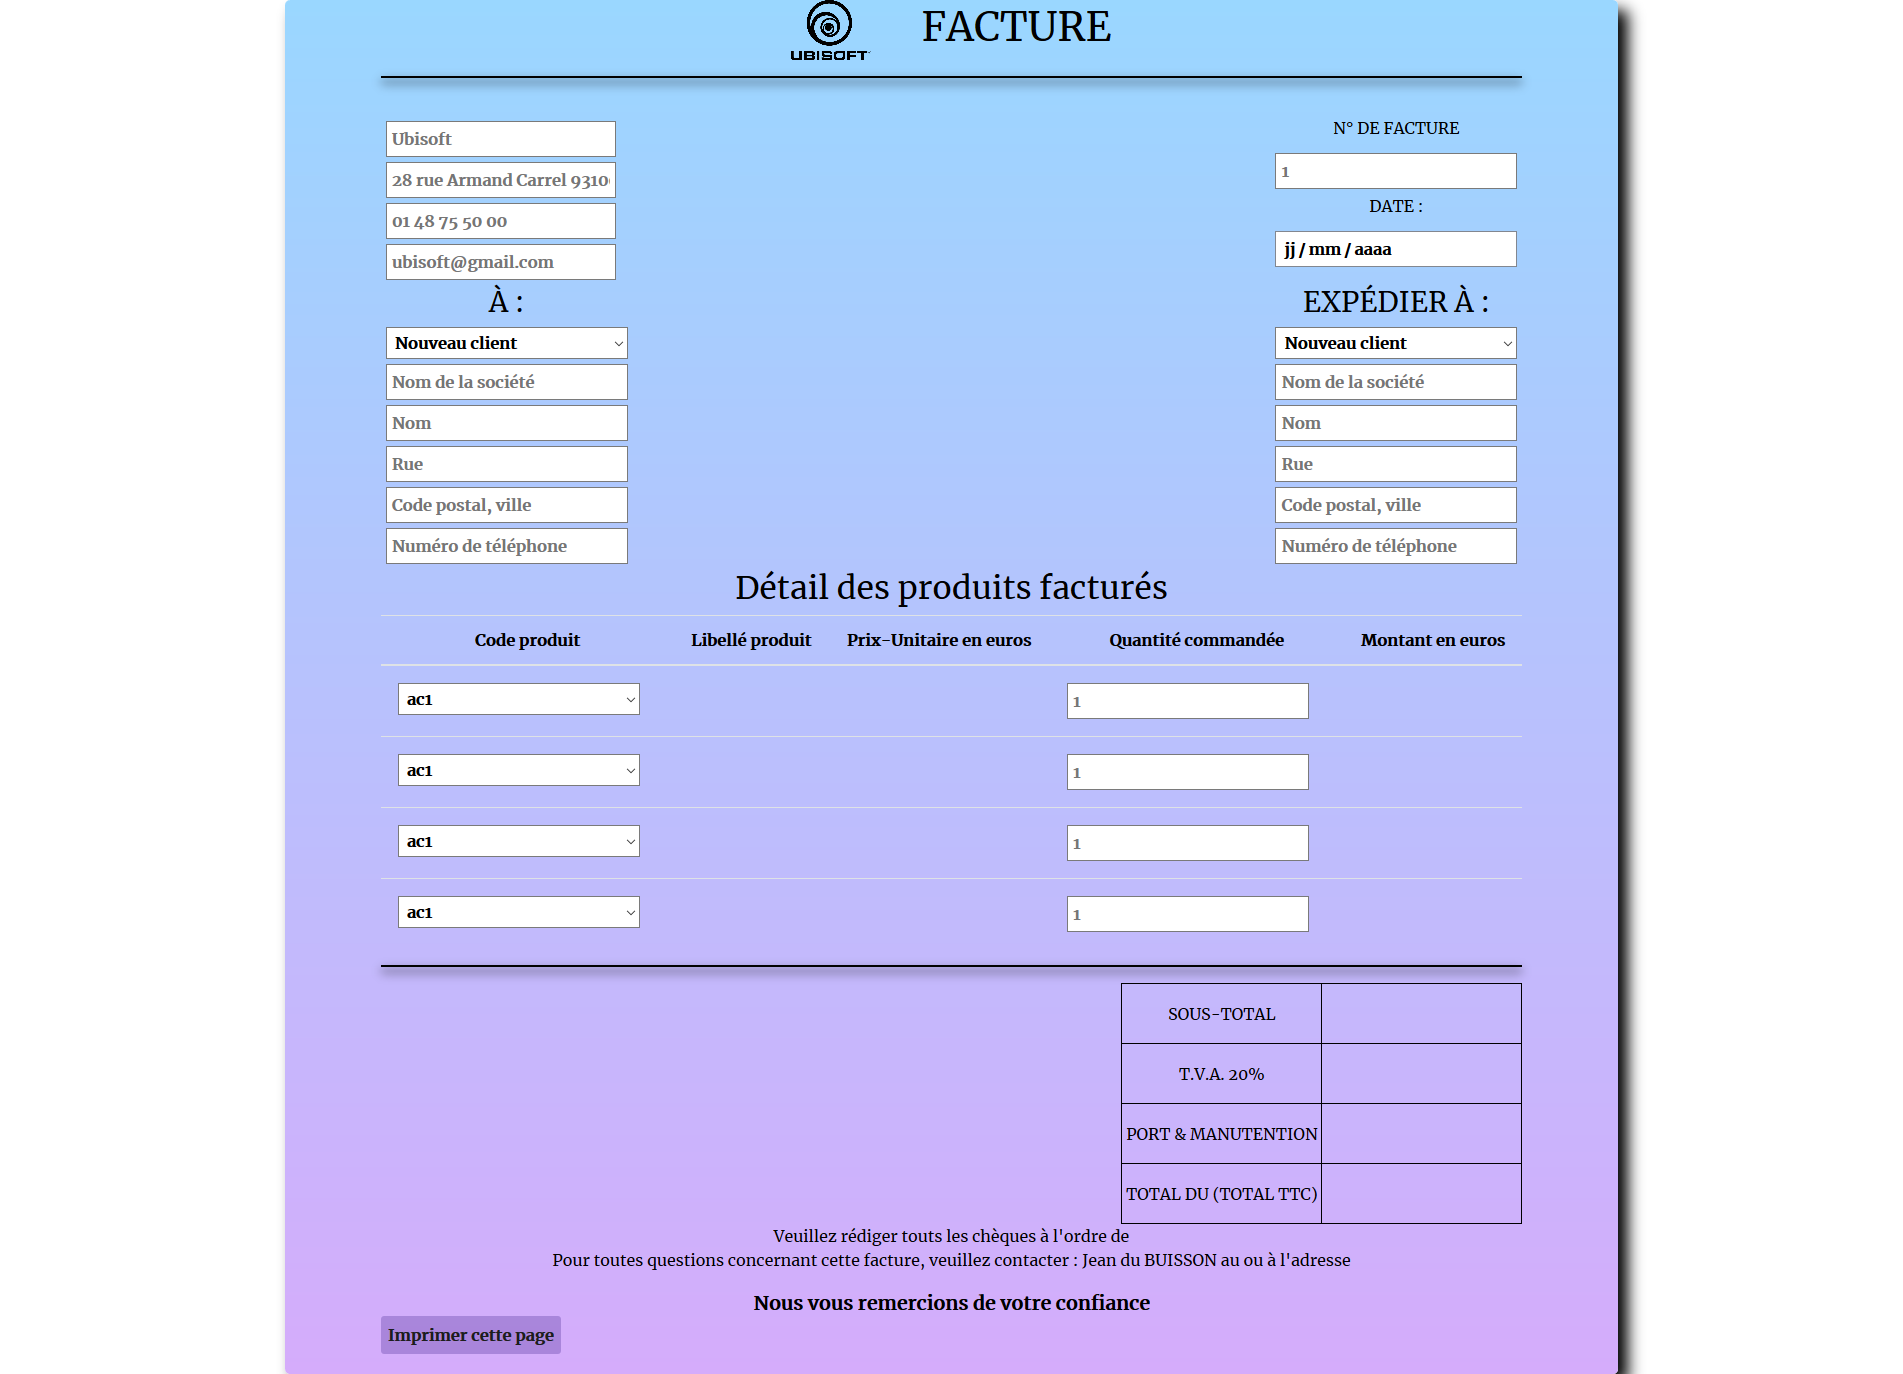 UBISOFT
FACTURE
Ubisoft
28 rue Armand Carrel 9310
01 48 75 50 00
ubisoft@gmail.com
N° DE FACTURE
1
DATE :
jj / mm / aaaa
À :
Nouveau client
Nom de la société
Nom
Rue
Code postal, ville
Numéro de téléphone
EXPÉDIER À :
Nouveau client
Nom de la société
Nom
Rue
Code postal, ville
Numéro de téléphone
Détail des produits facturés
Code produit Libellé produit Prix-Unitaire en euros Quantité commandée Montant en euros
ac1 1
ac1 1
ac1 1
ac1 1
SOUS-TOTAL
T.V.A. 20%
PORT & MANUTENTION
TOTAL DU (TOTAL TTC)
Veuillez rédiger touts les chèques à l'ordre de
Pour toutes questions concernant cette facture, veuillez contacter : Jean du BUISSON au ou à l'adresse
Nous vous remercions de votre confiance
Imprimer cette page